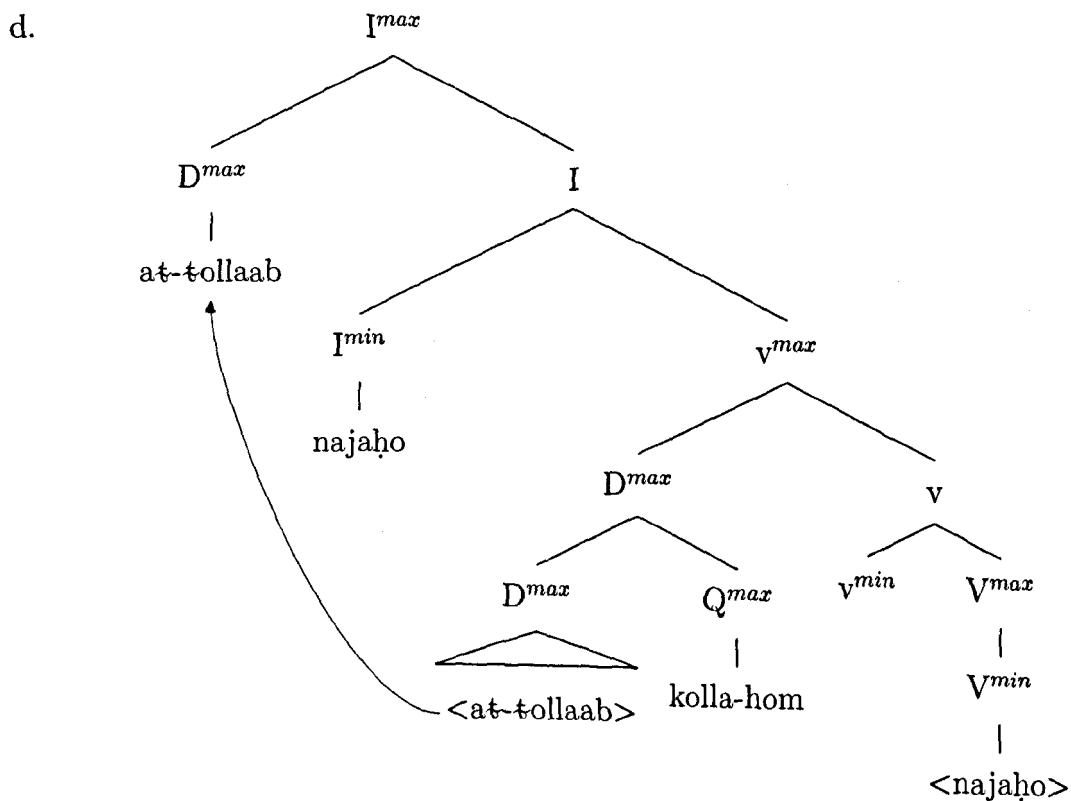 d.
I^max
D^max
I
at-tollaab
I^min
v^max
najaḥo
D^max
v
D^max
Q^max
v^min
V^max
<at-tollaab>
kolla-hom
V^min
<najaḥo>